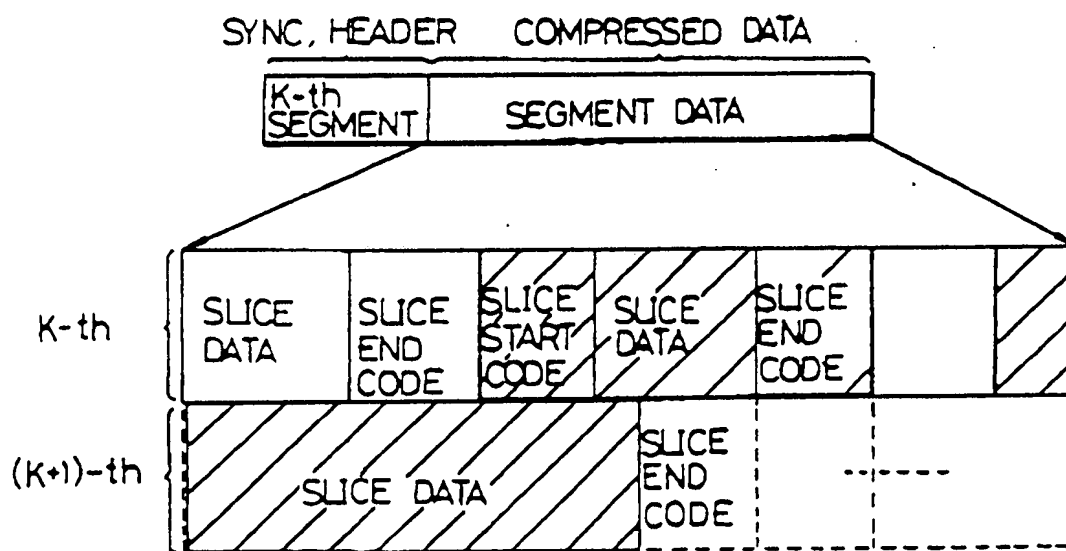 SYNC, HEADER COMPRESSED DATA
K-th
SEGMENT
SEGMENT DATA
K-th
SLICE
DATA
SLICE
END
CODE
SLICE
START
CODE
SLICE
DATA
SLICE
END
CODE
(K+1)-th
SLICE DATA
SLICE
END
CODE